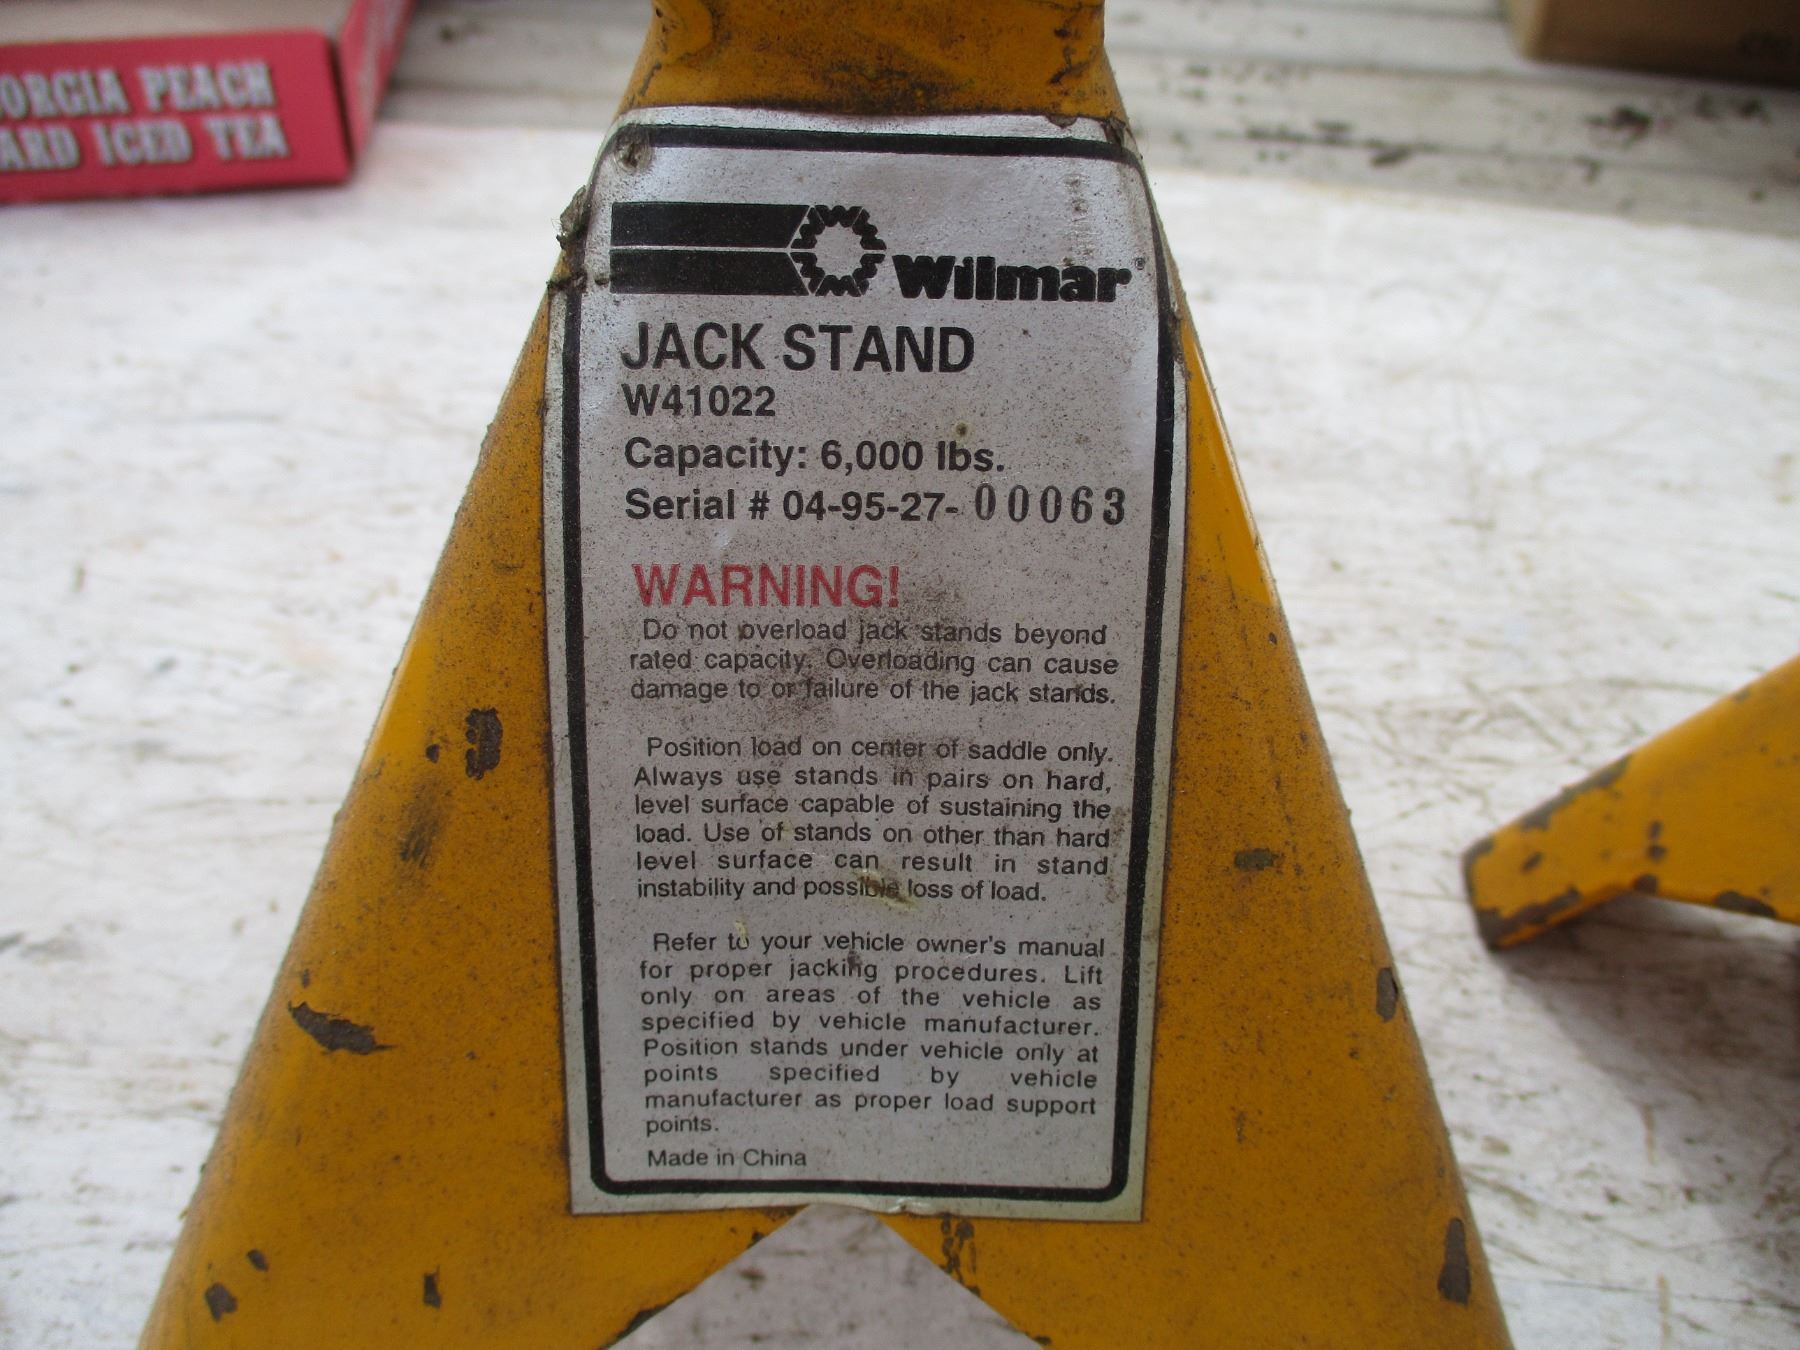 ORGIA PEACH
ARD ICED TEA
Wilmar®
JACK STAND
W41022
Capacity: 6,000 lbs.
Serial # 04-95-27- 00063
WARNING!
Do not overload jack stands beyond
rated capacity. Overloading can cause
damage to or failure of the jack stands.
Position load on center of saddle only.
Always use stands in pairs on hard,
level surface capable of sustaining the
load. Use of stands on other than hard
level surface can result in stand
instability and possible loss of load.
Refer to your vehicle owner's manual
for proper jacking procedures. Lift
only on areas of the vehicle as
specified by vehicle manufacturer.
Position stands under vehicle only at
points specified by vehicle
manufacturer as proper load support
points.
Made in China